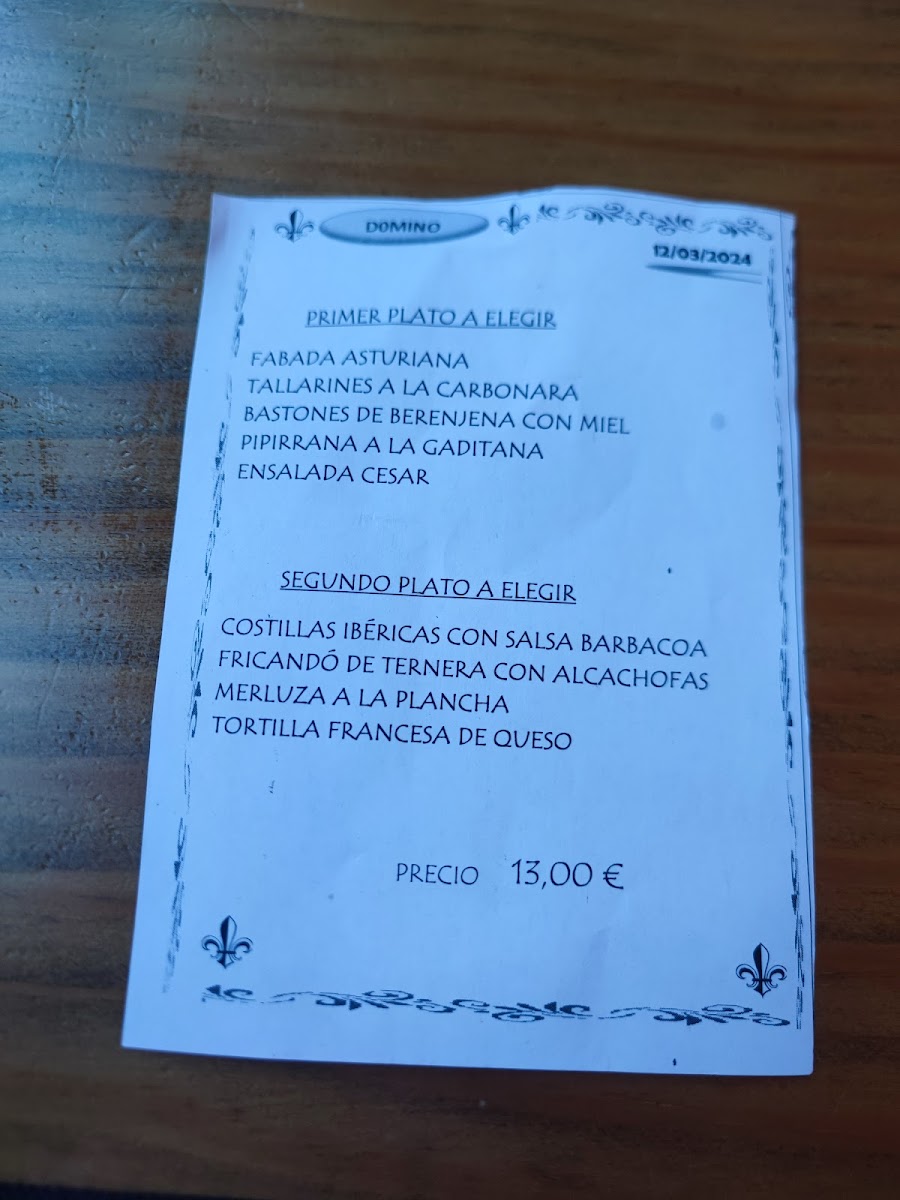 DOMINO
12/03/2024
PRIMER PLATO A ELEGIR
FABADA ASTURIANA
TALLARINES A LA CARBONARA
BASTONES DE BERENJENA CON MIEL
PIPIRRANA A LA GADITANA
ENSALADA CESAR
SEGUNDO PLATO A ELEGIR
COSTILLAS IBÉRICAS CON SALSA BARBACOA
FRICANDÓ DE TERNERA CON ALCACHOFAS
MERLUZA A LA PLANCHA
TORTILLA FRANCESA DE QUESO
PRECIO 13,00 €